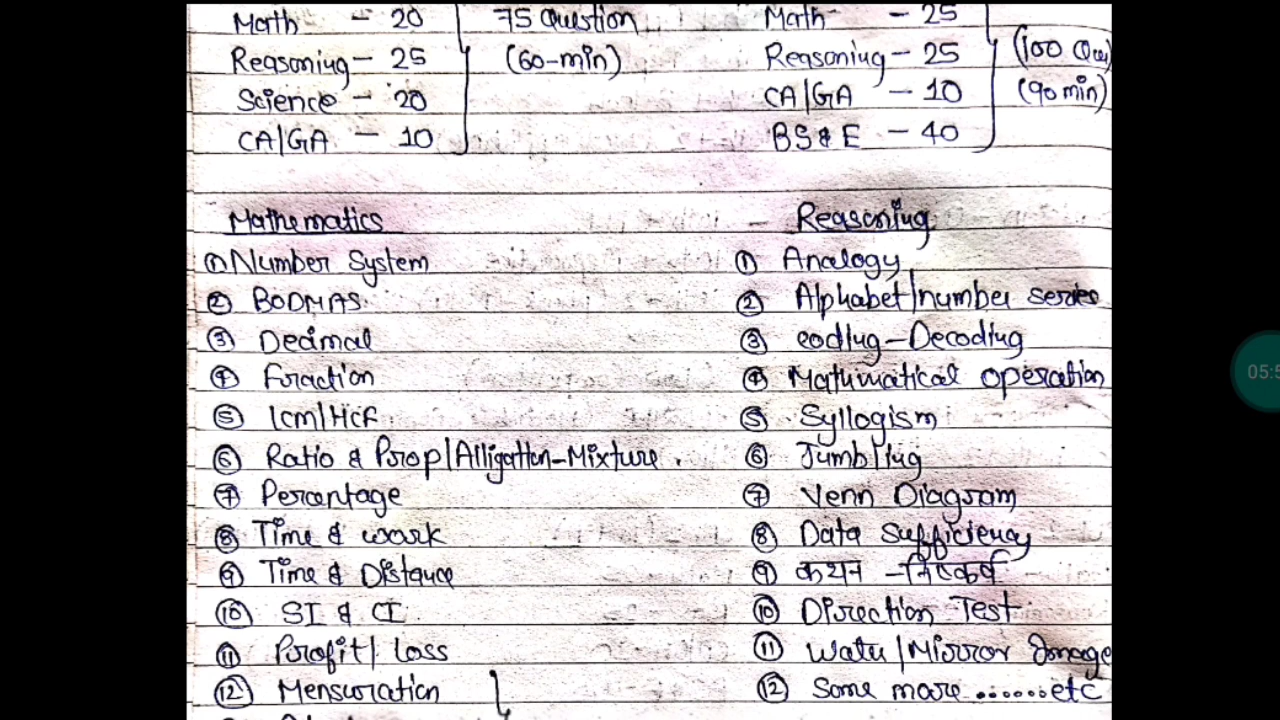 Math - 20
Reasoning - 25
Science - 20
CA/GA - 10
75 Question
(60-min)
Math - 25
Reasoning - 25
CA/GA - 10
BS & E - 40
(100 Que)
(90 min)
Mathematics
① Number System
② BODMAS
③ Decimal
④ Fraction
⑤ lcm/HCF
⑥ Ratio & Prop/Alligation-Mixture.
⑦ Percentage
⑧ Time & work
⑨ Time & Distance
⑩ SI & CI
⑪ Profit/Loss
⑫ Mensuration
- Reasoning
① Analogy
② Alphabet/number series
③ coding-Decoding
④ Mathematical operation
⑤ Syllogism
⑥ Jumbling
⑦ Venn Diagram
⑧ Data Sufficiency
⑨ कथन - निष्कर्ष
⑩ Direction Test
⑪ Water/Mirror Image
⑫ Some more ......etc
05:5